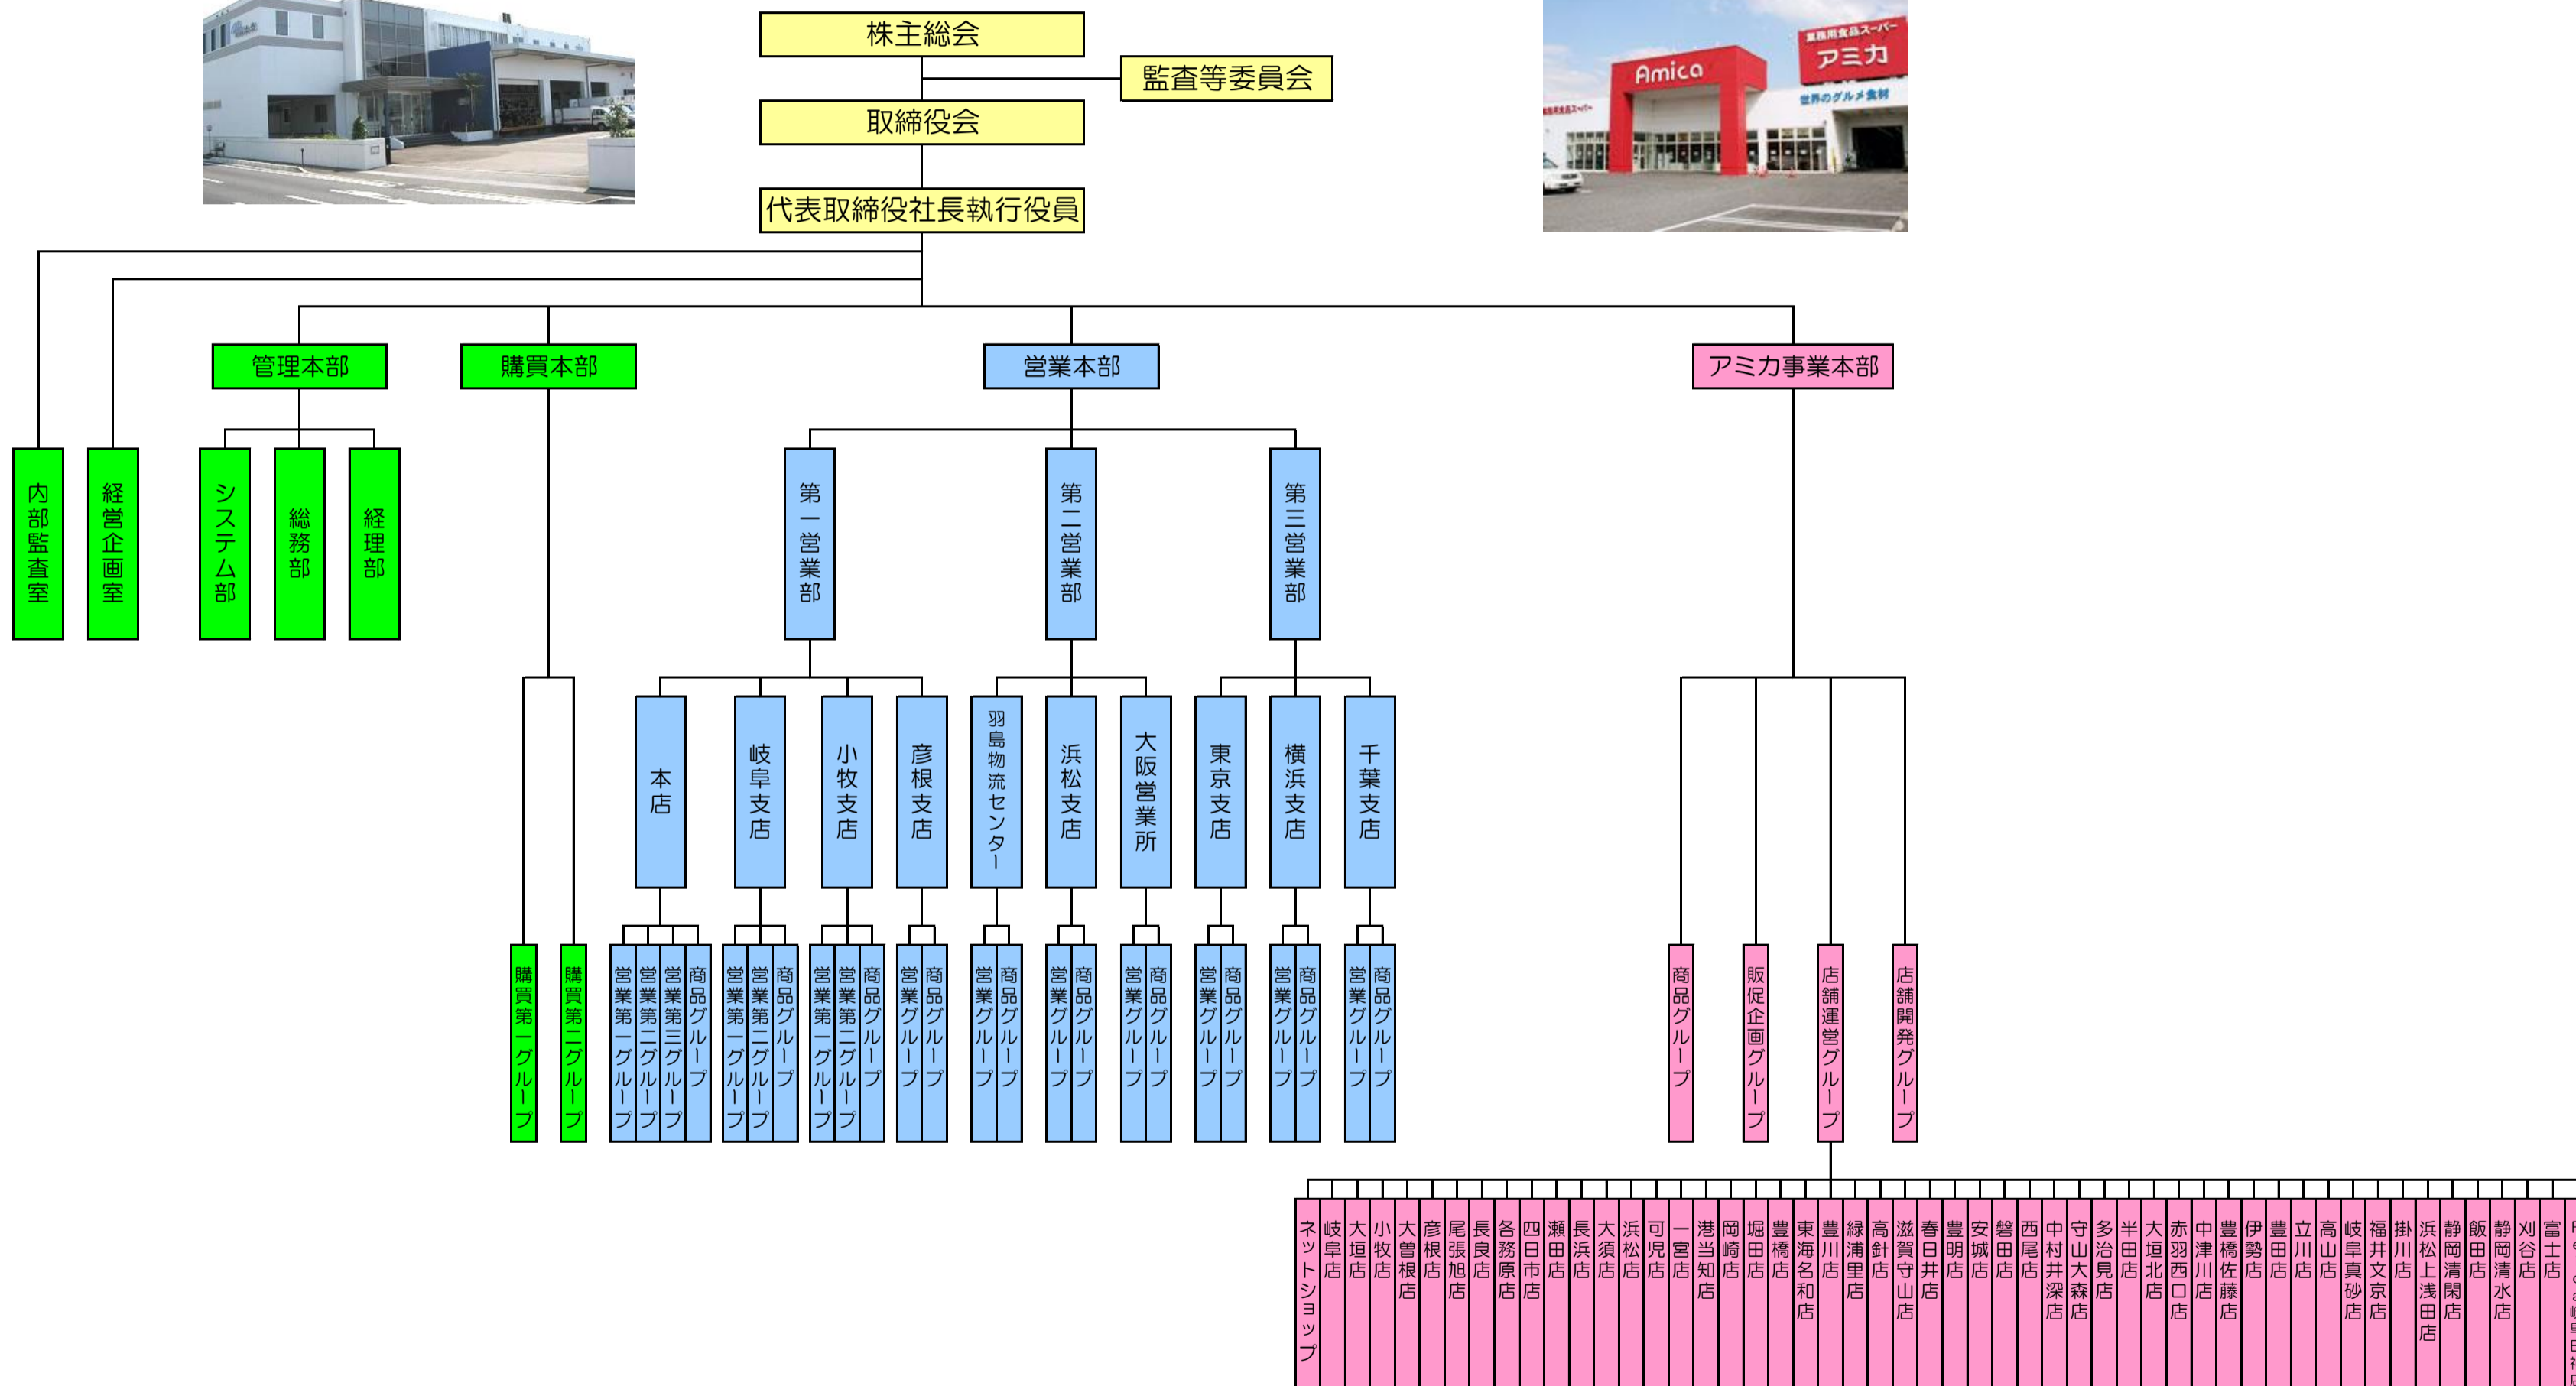 株主総会
監査等委員会
取締役会
代表取締役社長執行役員
業務用食品スーパー
アミカ
Amica
世界のグルメ食材
業務用食品スーパー
管理本部
購買本部
営業本部
アミカ事業本部
内部監査室
経営企画室
システム部
総務部
経理部
第一営業部
第二営業部
第三営業部
本店
岐阜支店
小牧支店
彦根支店
羽島物流センター
浜松支店
大阪営業所
東京支店
横浜支店
千葉支店
購買第一グループ
購買第二グループ
営業第一グループ
営業第二グループ
営業第三グループ
商品グループ
営業第一グループ
営業第二グループ
商品グループ
営業第一グループ
営業第二グループ
商品グループ
営業グループ
商品グループ
営業グループ
商品グループ
営業グループ
商品グループ
営業グループ
商品グループ
営業グループ
商品グループ
営業グループ
商品グループ
営業グループ
商品グループ
商品グループ
販促企画グループ
店舗運営グループ
店舗開発グループ
ネットショップ
岐阜店
大垣店
小牧店
大曽根店
彦根店
尾張旭店
長良店
各務原店
四日市店
瀬田店
長浜店
大須店
浜松店
可児店
一宮店
港当知店
岡崎店
堀田店
豊橋店
東海名和店
豊川店
緑浦里店
高針店
滋賀守山店
春日井店
豊明店
安城店
磐田店
西尾店
中村井深店
守山大森店
多治見店
半田店
大垣北店
赤羽西口店
中津川店
豊橋佐藤店
伊勢店
豊田店
立川店
高山店
岐阜真砂店
福井文京店
掛川店
浜松上浅田店
静岡清閑店
飯田店
静岡清水店
刈谷店
富士店